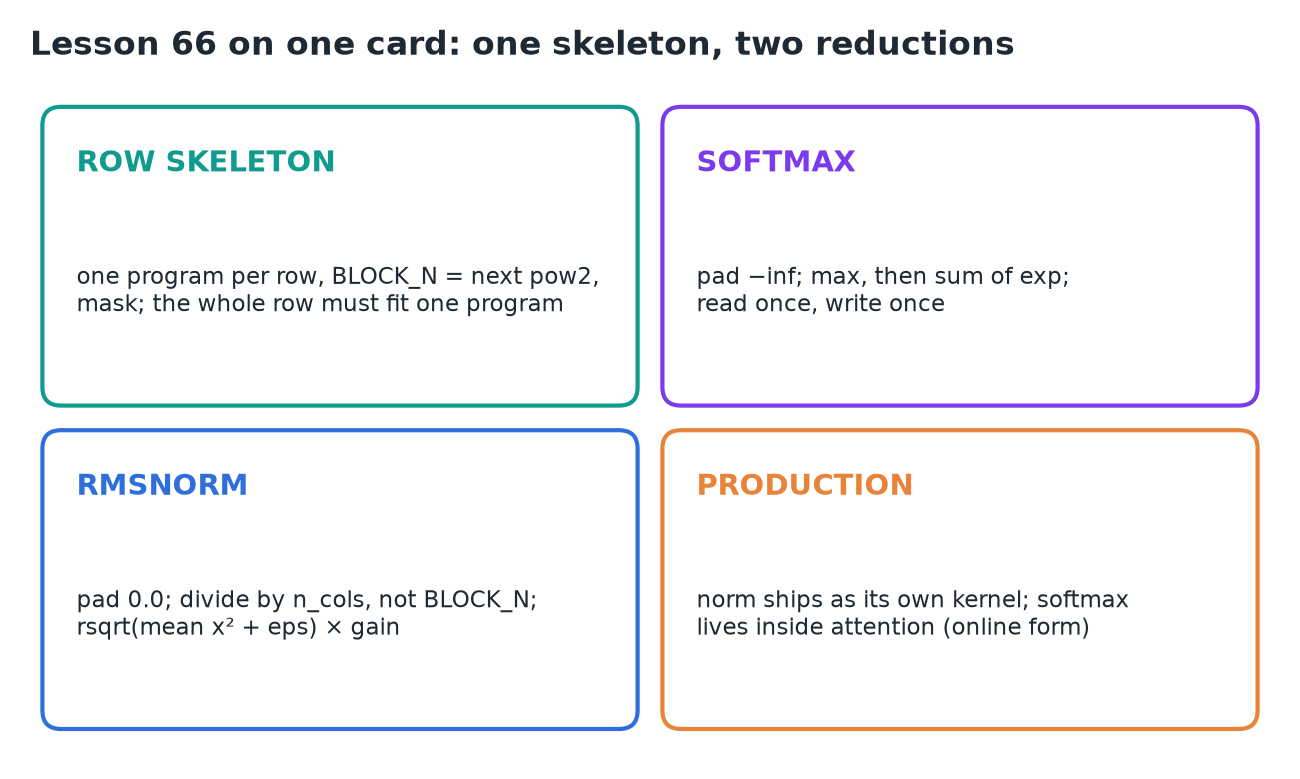 Lesson 66 on one card: one skeleton, two reductions
ROW SKELETON
one program per row, BLOCK_N = next pow2,
mask; the whole row must fit one program
SOFTMAX
pad −inf; max, then sum of exp;
read once, write once
RMSNORM
pad 0.0; divide by n_cols, not BLOCK_N;
rsqrt(mean x² + eps) × gain
PRODUCTION
norm ships as its own kernel; softmax
lives inside attention (online form)